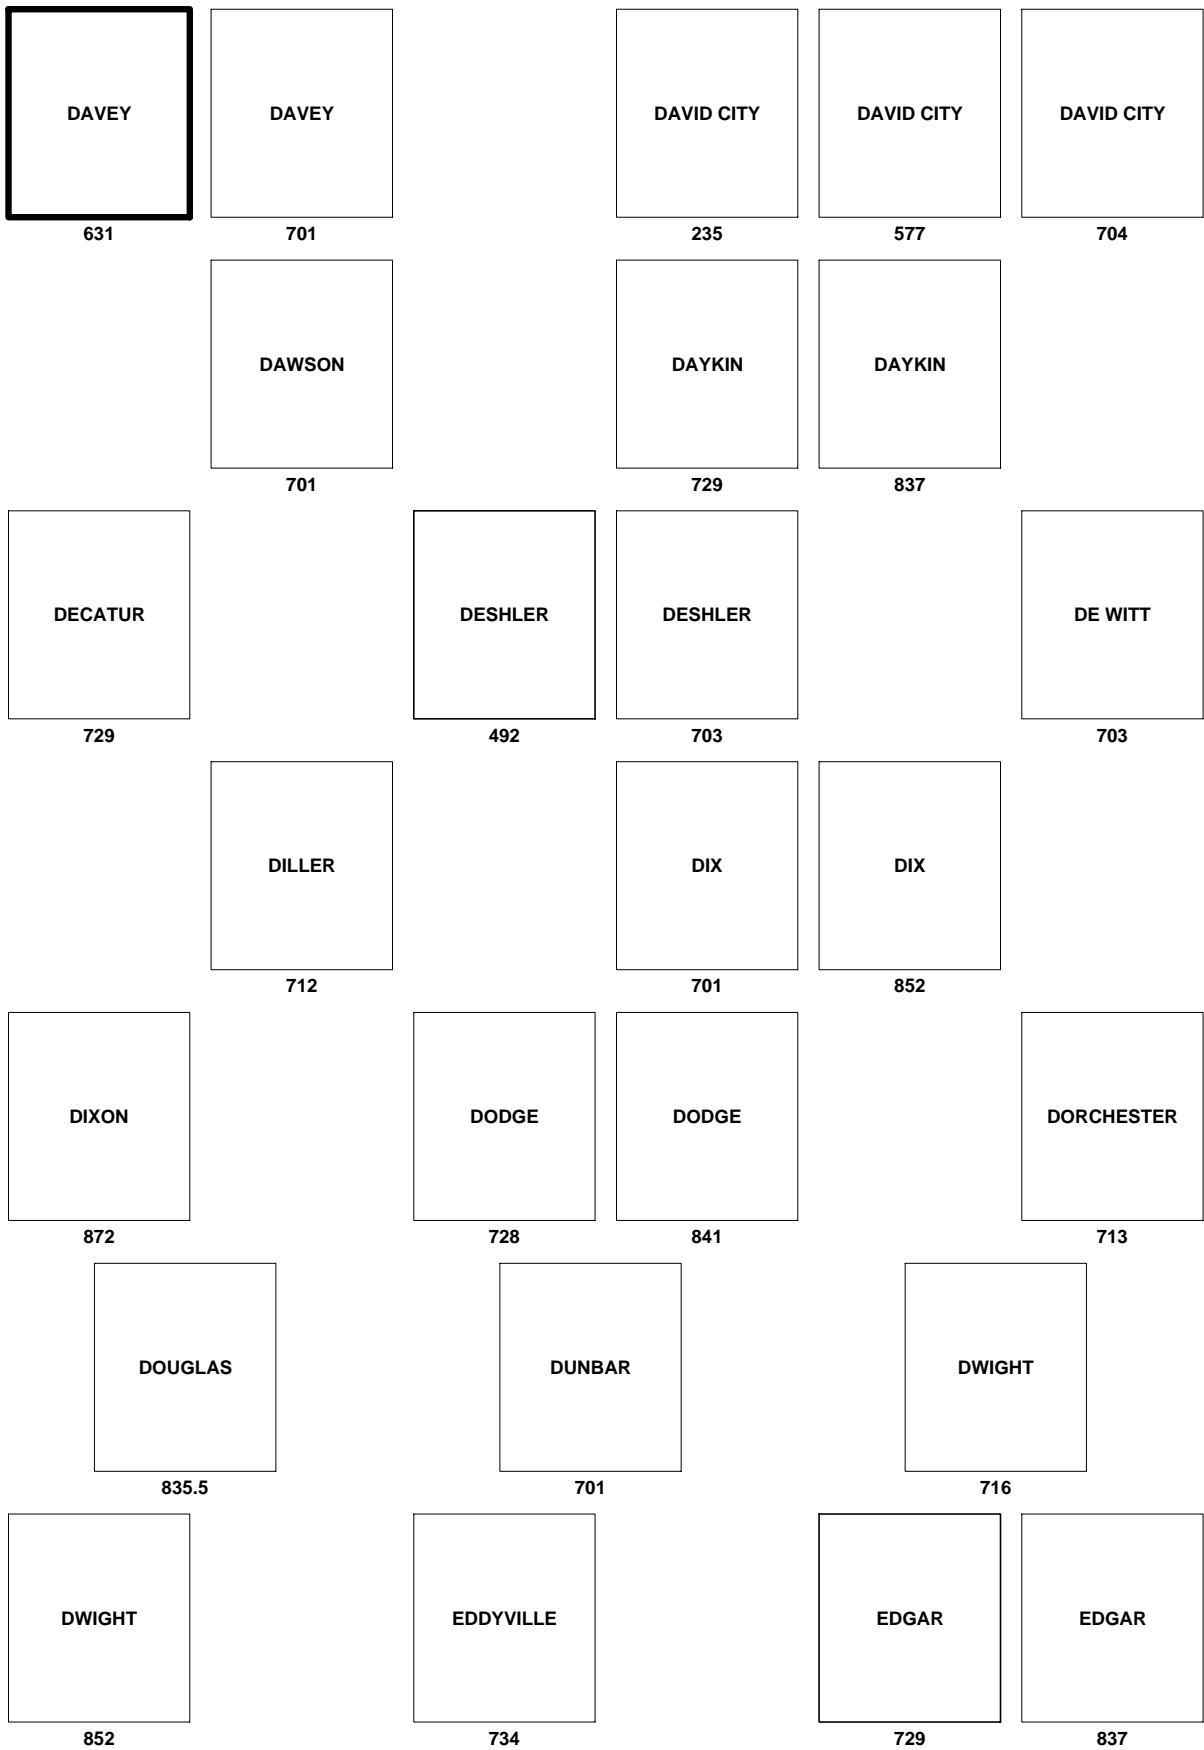 DAVEY DAVEY DAVID CITY DAVID CITY DAVID CITY
631 701 235 577 704
DAWSON DAYKIN DAYKIN
701 729 837
DECATUR DESHLER DESHLER DE WITT
729 492 703 703
DILLER DIX DIX
712 701 852
DIXON DODGE DODGE DORCHESTER
872 728 841 713
DOUGLAS DUNBAR DWIGHT
835.5 701 716
DWIGHT EDDYVILLE EDGAR EDGAR
852 734 729 837